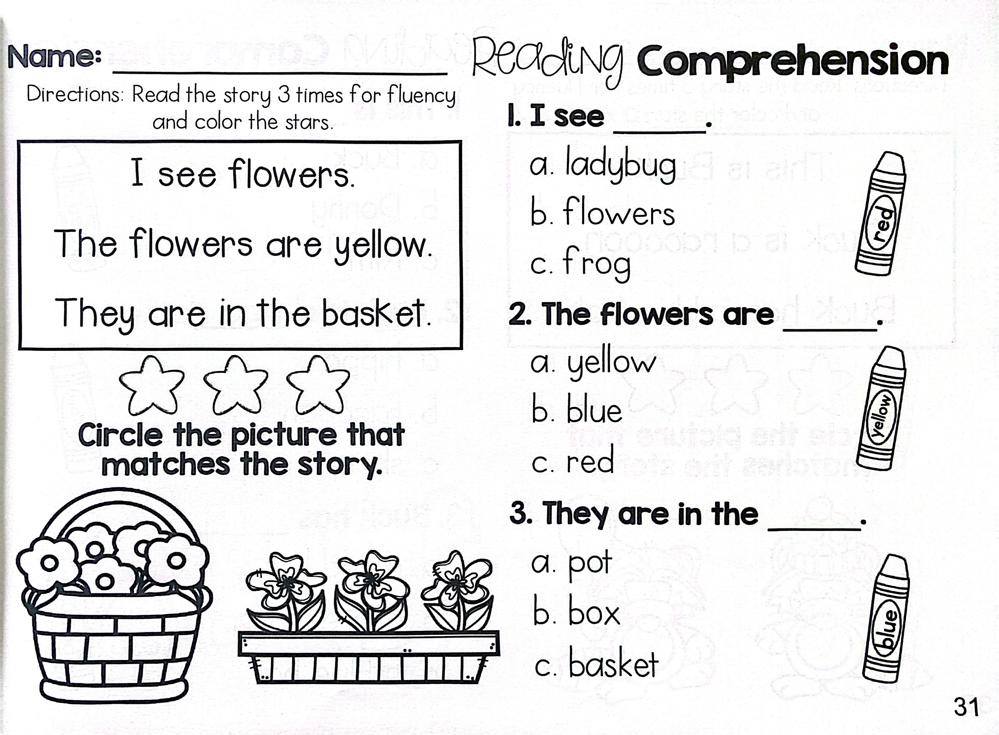 Name:
Directions: Read the story 3 times for fluency
and color the stars.
I see flowers.
The flowers are yellow.
They are in the basket.
Circle the picture that
matches the story.
Reading Comprehension
1. I see ______.
a. ladybug
b. flowers
c. frog
red
2. The flowers are ______.
a. yellow
b. blue
c. red
yellow
3. They are in the ______.
a. pot
b. box
c. basket
blue
31